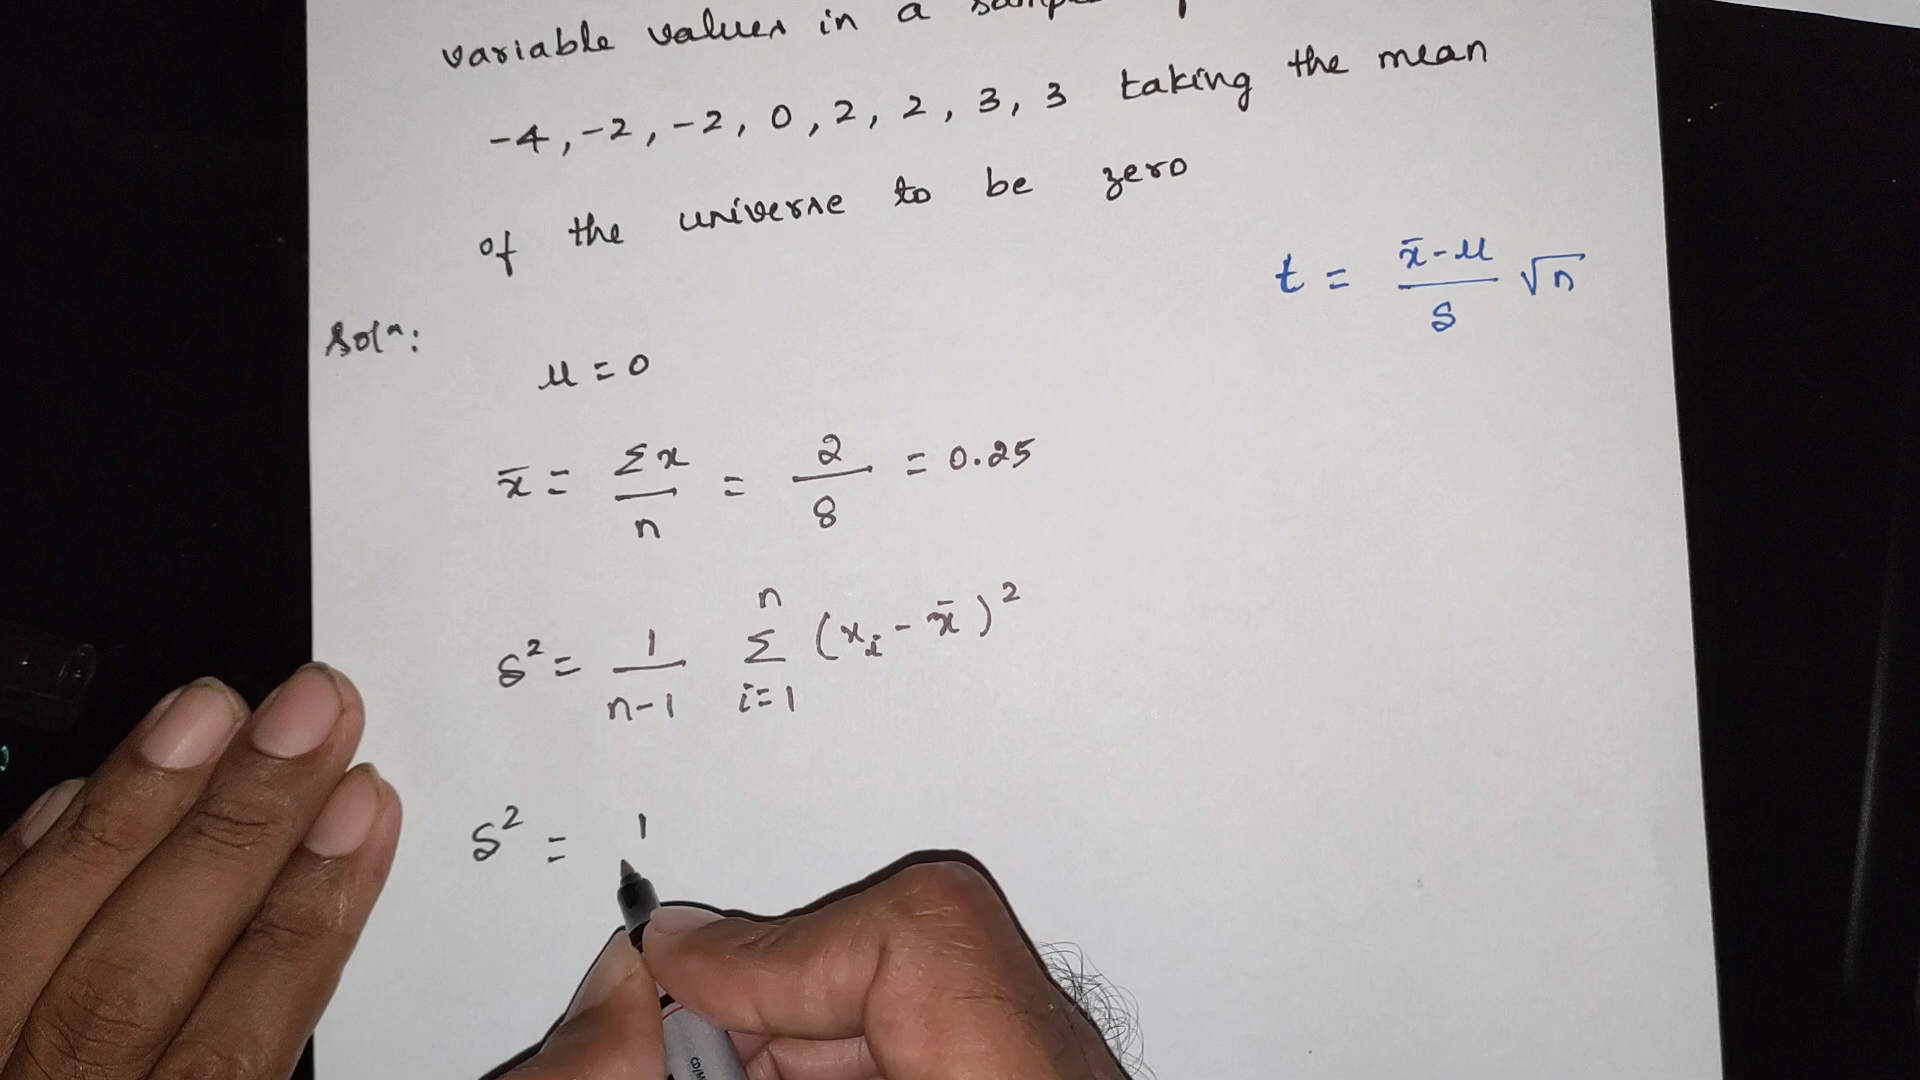 variable values in a
-4, -2, -2, 0, 2, 2, 3, 3 taking the mean
of the universe to be zero
t = x̄-μ / s √n
Soln:
μ = 0
x̄ = Σx / n = 2 / 8 = 0.25
s² = 1 / n-1 n Σ i=1 (xi - x̄)²
s² = 1
CD/M